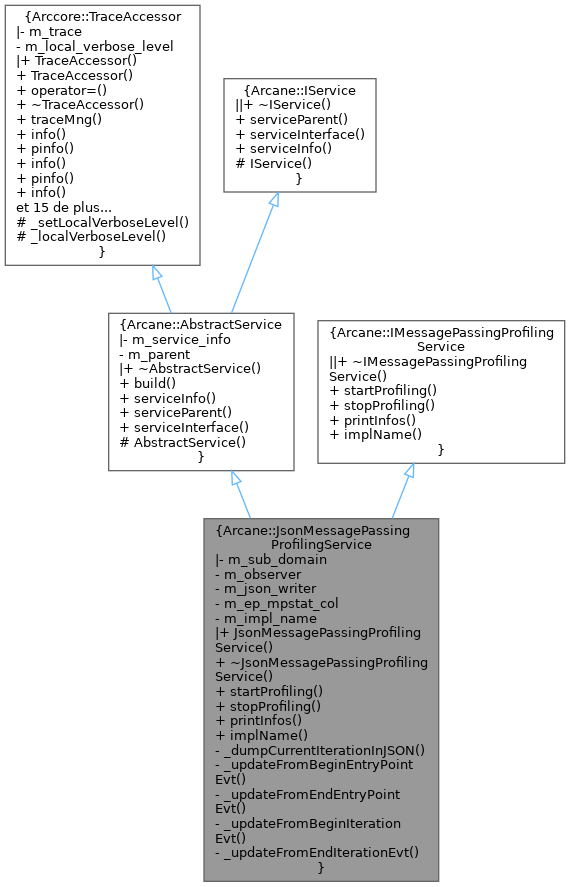 {Arccore::TraceAccessor
|- m_trace
- m_local_verbose_level
|+ TraceAccessor()
+ TraceAccessor()
+ operator=()
+ ~TraceAccessor()
+ traceMng()
+ info()
+ pinfo()
+ info()
+ pinfo()
+ info()
et 15 de plus...
# _setLocalVerboseLevel()
# _localVerboseLevel()
}
{Arcane::IService
||+ ~IService()
+ serviceParent()
+ serviceInterface()
+ serviceInfo()
# IService()
}
{Arcane::AbstractService
|- m_service_info
- m_parent
|+ ~AbstractService()
+ build()
+ serviceInfo()
+ serviceParent()
+ serviceInterface()
# AbstractService()
}
{Arcane::IMessagePassingProfiling
Service
||+ ~IMessagePassingProfiling
Service()
+ startProfiling()
+ stopProfiling()
+ printInfos()
+ implName()
}
{Arcane::JsonMessagePassing
ProfilingService
|- m_sub_domain
- m_observer
- m_json_writer
- m_ep_mpstat_col
- m_impl_name
|+ JsonMessagePassingProfiling
Service()
+ ~JsonMessagePassingProfiling
Service()
+ startProfiling()
+ stopProfiling()
+ printInfos()
+ implName()
- _dumpCurrentIterationInJSON()
- _updateFromBeginEntryPoint
Evt()
- _updateFromEndEntryPoint
Evt()
- _updateFromBeginIteration
Evt()
- _updateFromEndIterationEvt()
}